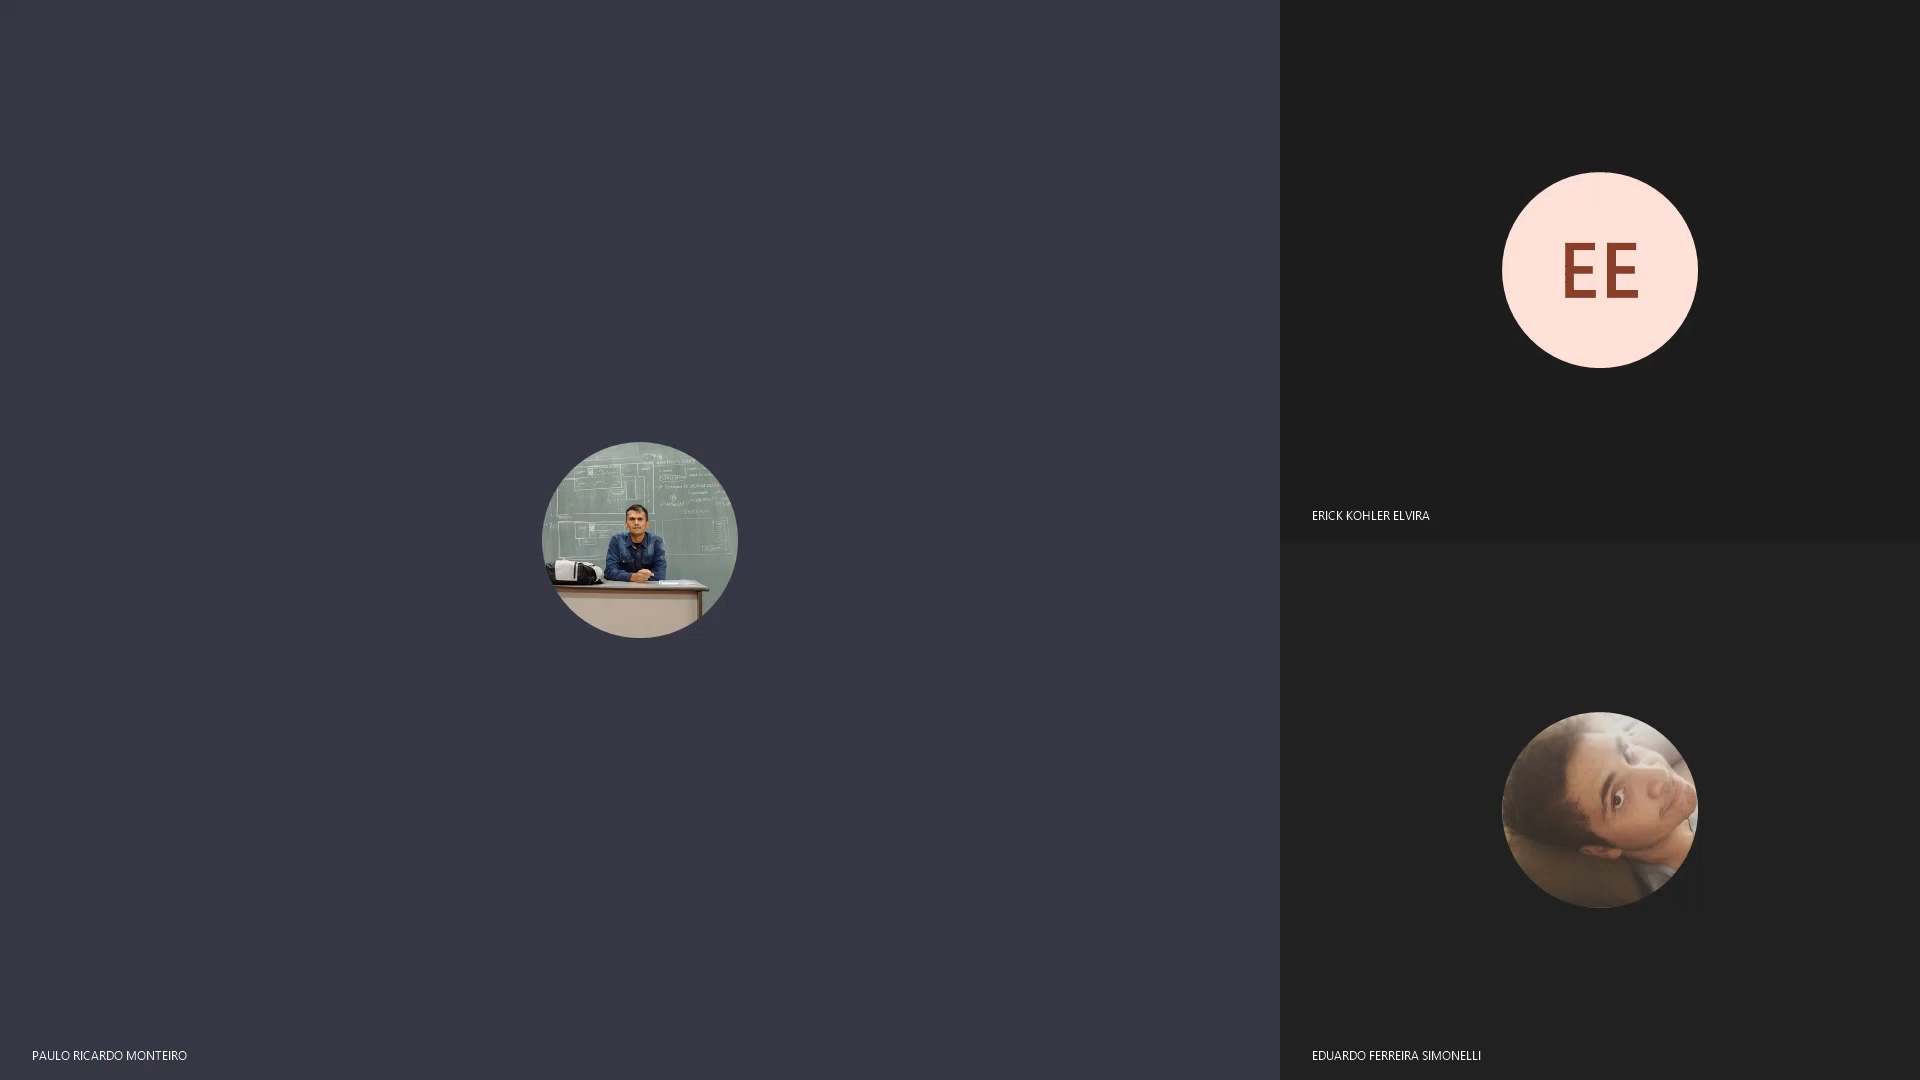 EE
ERICK KOHLER ELVIRA
PAULO RICARDO MONTEIRO
EDUARDO FERREIRA SIMONELLI